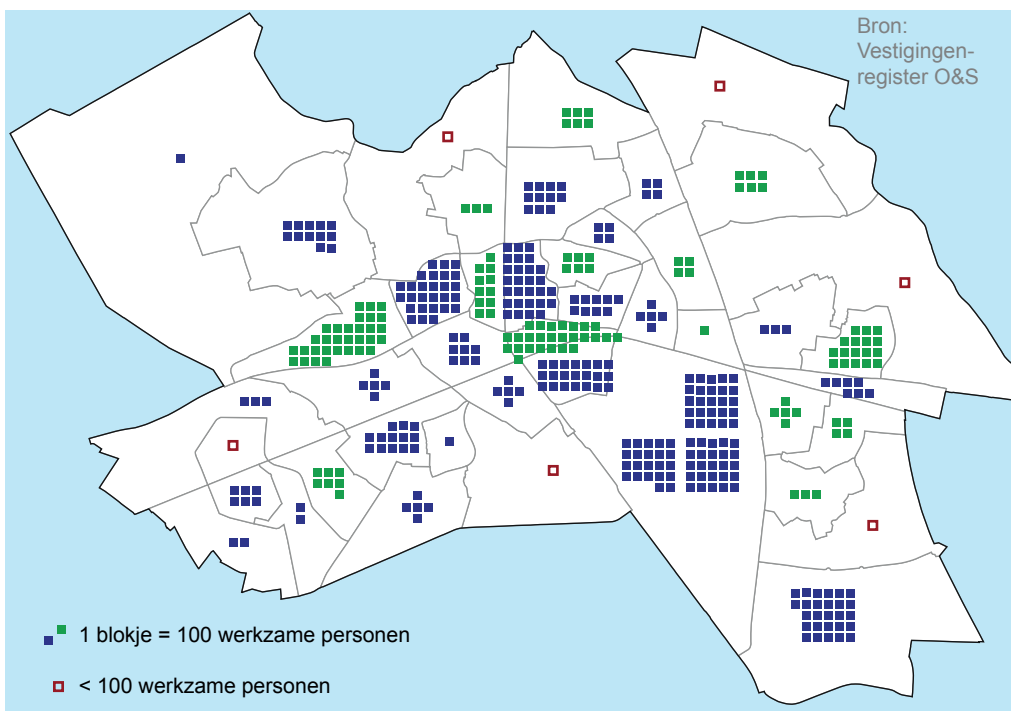 Bron:
Vestigingen-
register O&S
1 blokje = 100 werkzame personen
< 100 werkzame personen